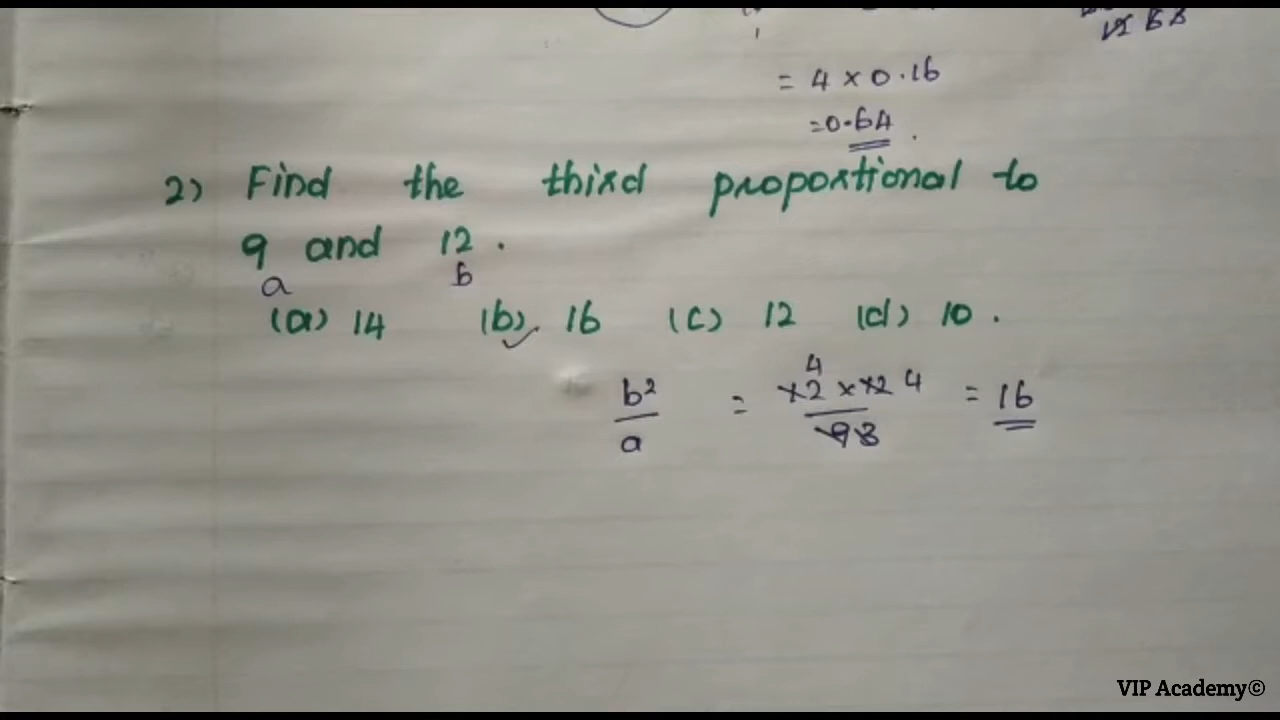 = 4 × 0.16
= 0.64 .
2) Find the third proportional to
9 and 12 .
a b
(a) 14 (b) ✓ 16 (c) 12 (d) 10 .
b² / a = 12 4 × 12 4 / 9 3 = 16
VIP Academy©